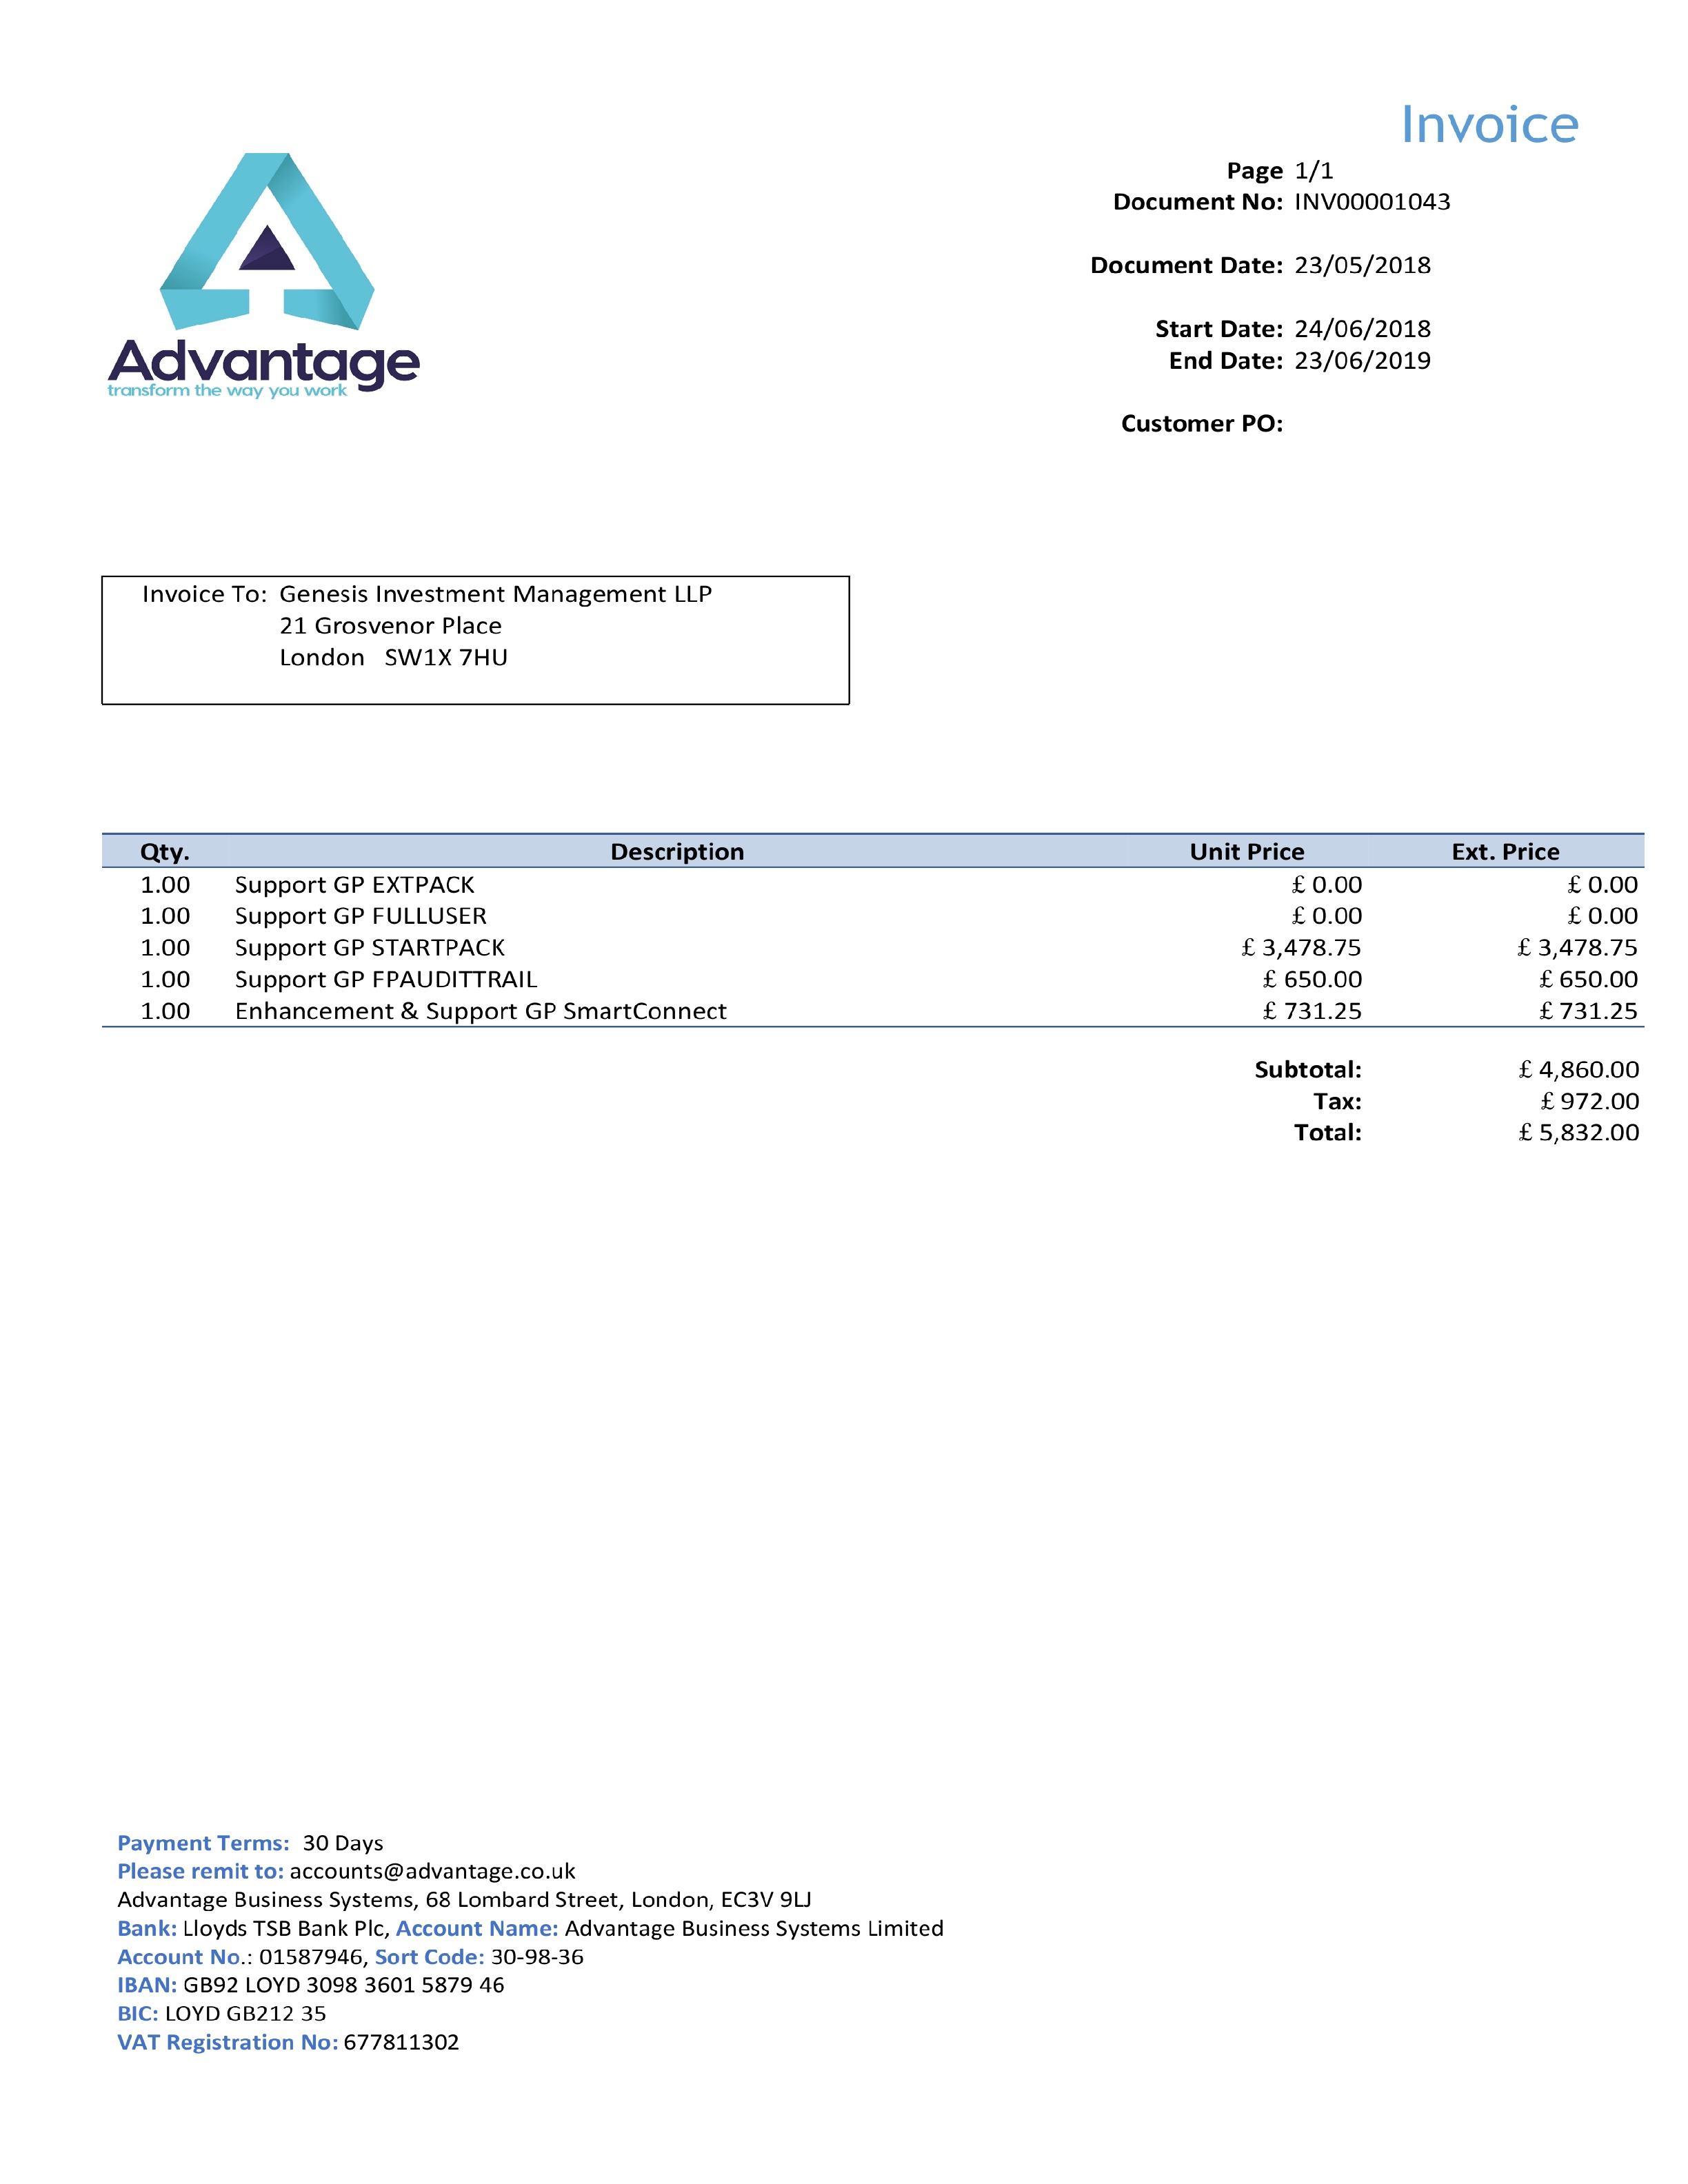 Invoice
Page 1/1
Document No: INV00001043
Document Date: 23/05/2018
Start Date: 24/06/2018
End Date: 23/06/2019
Customer PO:
Advantage
transform the way you work
Invoice To: Genesis Investment Management LLP
21 Grosvenor Place
London SW1X 7HU
Qty. Description Unit Price Ext. Price
1.00 Support GP EXTPACK £ 0.00 £ 0.00
1.00 Support GP FULLUSER £ 0.00 £ 0.00
1.00 Support GP STARTPACK £ 3,478.75 £ 3,478.75
1.00 Support GP FPAUDITTRAIL £ 650.00 £ 650.00
1.00 Enhancement & Support GP SmartConnect £ 731.25 £ 731.25
Subtotal: £ 4,860.00
Tax: £ 972.00
Total: £ 5,832.00
Payment Terms: 30 Days
Please remit to: accounts@advantage.co.uk
Advantage Business Systems, 68 Lombard Street, London, EC3V 9LJ
Bank: Lloyds TSB Bank Plc, Account Name: Advantage Business Systems Limited
Account No.: 01587946, Sort Code: 30-98-36
IBAN: GB92 LOYD 3098 3601 5879 46
BIC: LOYD GB212 35
VAT Registration No: 677811302